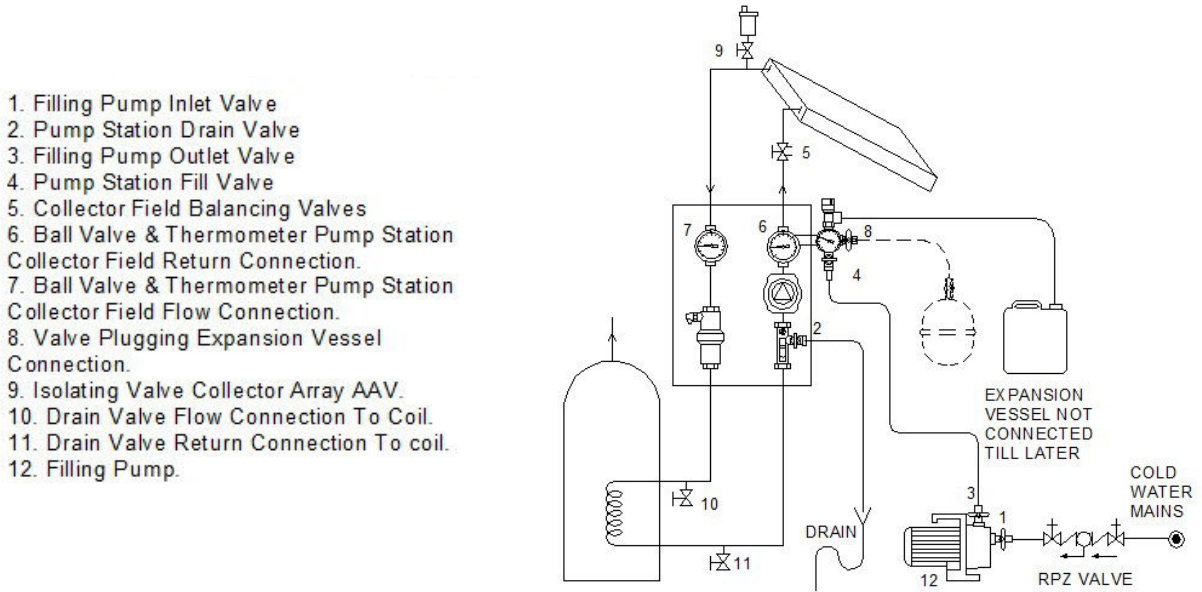 1. Filling Pump Inlet Valve
2. Pump Station Drain Valve
3. Filling Pump Outlet Valve
4. Pump Station Fill Valve
5. Collector Field Balancing Valves
6. Ball Valve & Thermometer Pump Station
Collector Field Return Connection.
7. Ball Valve & Thermometer Pump Station
Collector Field Flow Connection.
8. Valve Plugging Expansion Vessel
Connection.
9. Isolating Valve Collector Array AAV.
10. Drain Valve Flow Connection To Coil.
11. Drain Valve Return Connection To coil.
12. Filling Pump.
9
5
7
6
8
4
2
EXPANSION
VESSEL NOT
CONNECTED
TILL LATER
COLD
WATER
MAINS
3
1
10
DRAIN
11
12
RPZ VALVE